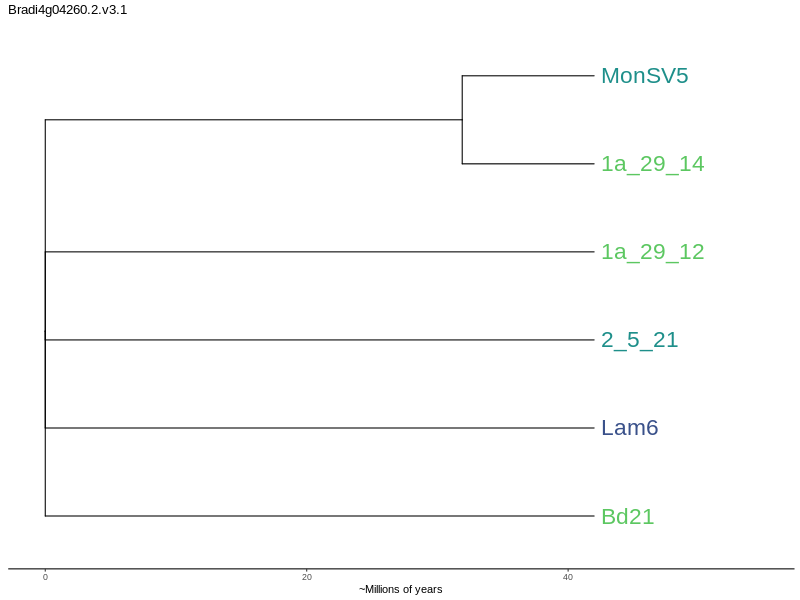 Bradi4g04260.2.v3.1
MonSV5
1a_29_14
1a_29_12
2_5_21
Lam6
Bd21
0 20 40
~Millions of years